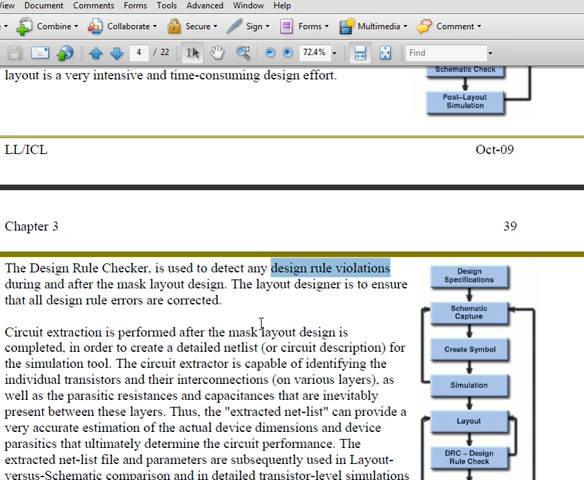 View Document Comments Forms Tools Advanced Window Help
Combine Collaborate Secure Sign Forms Multimedia Comment
4 / 22 72.4% Find
layout is a very intensive and time-consuming design effort.
Schematic Check
Post-Layout
Simulation
LL/ICL Oct-09
Chapter 3 39
The Design Rule Checker, is used to detect any design rule violations
during and after the mask layout design. The layout designer is to ensure
that all design rule errors are corrected.
Circuit extraction is performed after the mask layout design is
completed, in order to create a detailed netlist (or circuit description) for
the simulation tool. The circuit extractor is capable of identifying the
individual transistors and their interconnections (on various layers), as
well as the parasitic resistances and capacitances that are inevitably
present between these layers. Thus, the "extracted net-list" can provide a
very accurate estimation of the actual device dimensions and device
parasitics that ultimately determine the circuit performance. The
extracted net-list file and parameters are subsequently used in Layout-
versus-Schematic comparison and in detailed transistor-level simulations
Design
Specifications
Schematic
Capture
Create Symbol
Simulation
Layout
DRC - Design
Rule Check